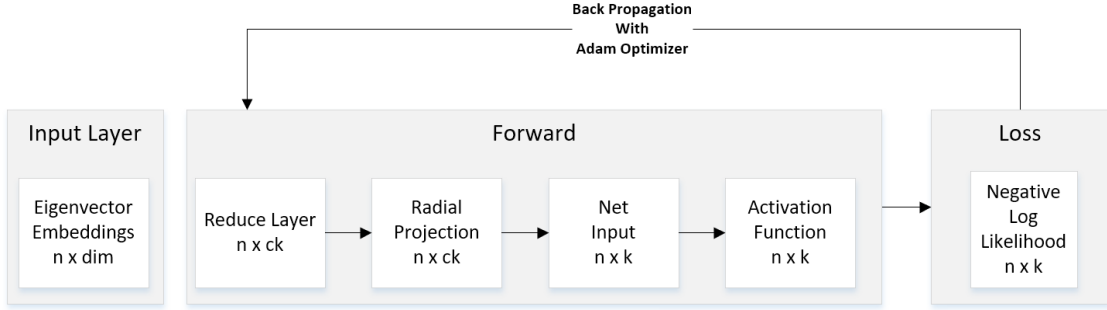 Back Propagation
With
Adam Optimizer
Input Layer
Eigenvector
Embeddings
n x dim
Forward
Reduce Layer
n x ck
Radial
Projection
n x ck
Net
Input
n x k
Activation
Function
n x k
Loss
Negative
Log
Likelihood
n x k